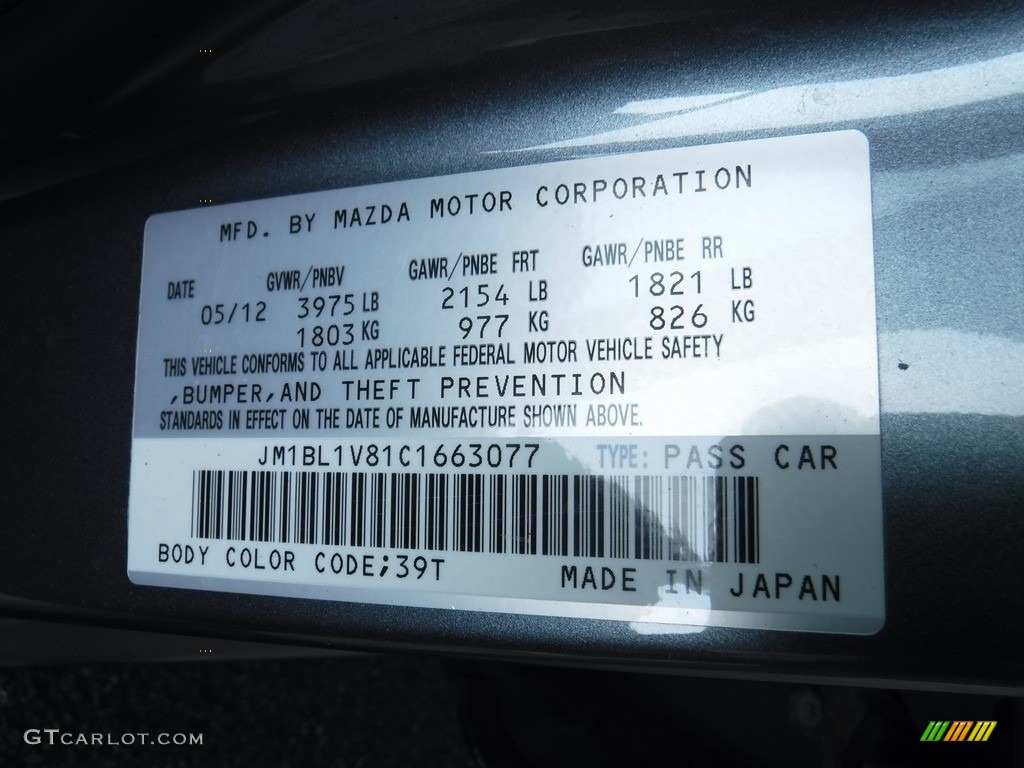 MFD. BY MAZDA MOTOR CORPORATION
DATE GVWR/PNBV GAWR/PNBE FRT GAWR/PNBE RR
05/12 3975 LB 2154 LB 1821 LB
1803 KG 977 KG 826 KG
THIS VEHICLE CONFORMS TO ALL APPLICABLE FEDERAL MOTOR VEHICLE SAFETY
,BUMPER,AND THEFT PREVENTION
STANDARDS IN EFFECT ON THE DATE OF MANUFACTURE SHOWN ABOVE.
JM1BL1V81C1663077 TYPE: PASS CAR
BODY COLOR CODE;39T
MADE IN JAPAN
GTCARLOT.COM